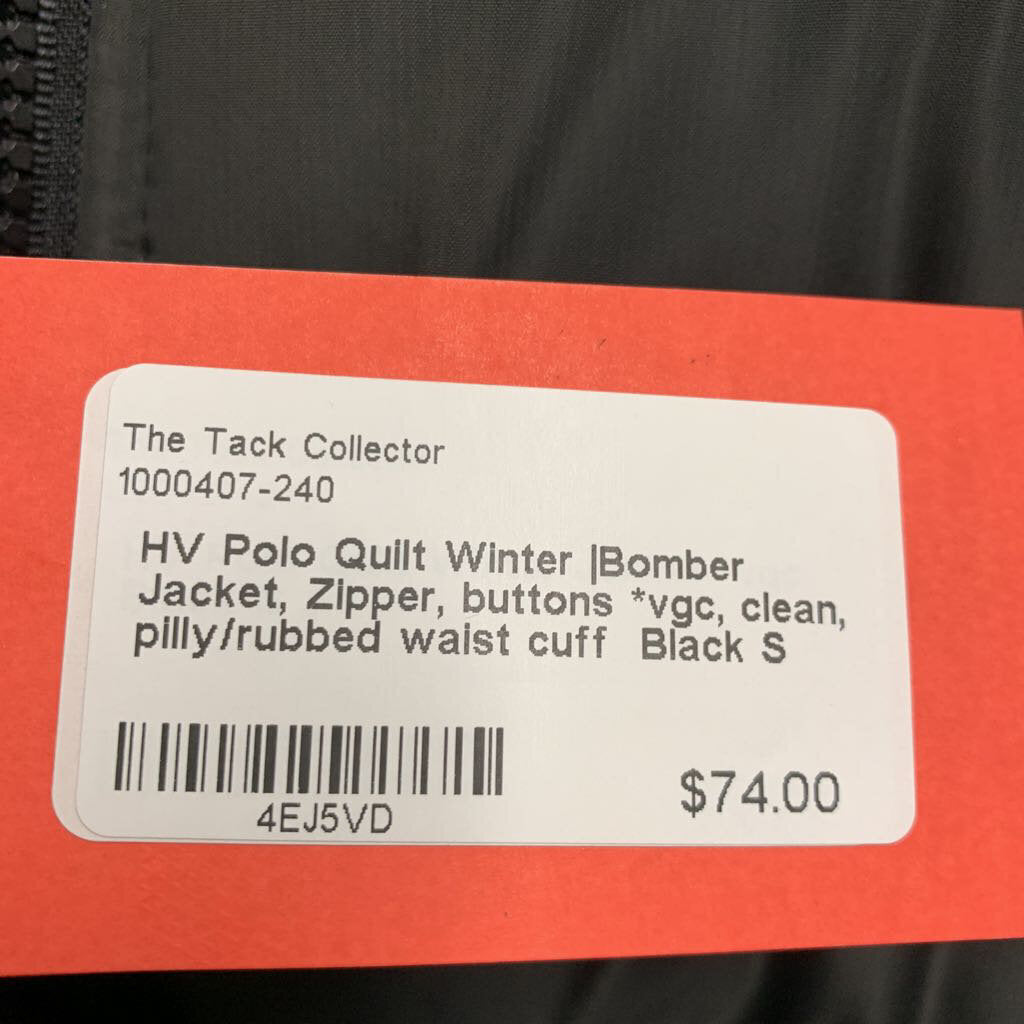 The Tack Collector
1000407-240
HV Polo Quilt Winter |Bomber
Jacket, Zipper, buttons *vgc, clean,
pilly/rubbed waist cuff Black S
4EJ5VD
$74.00